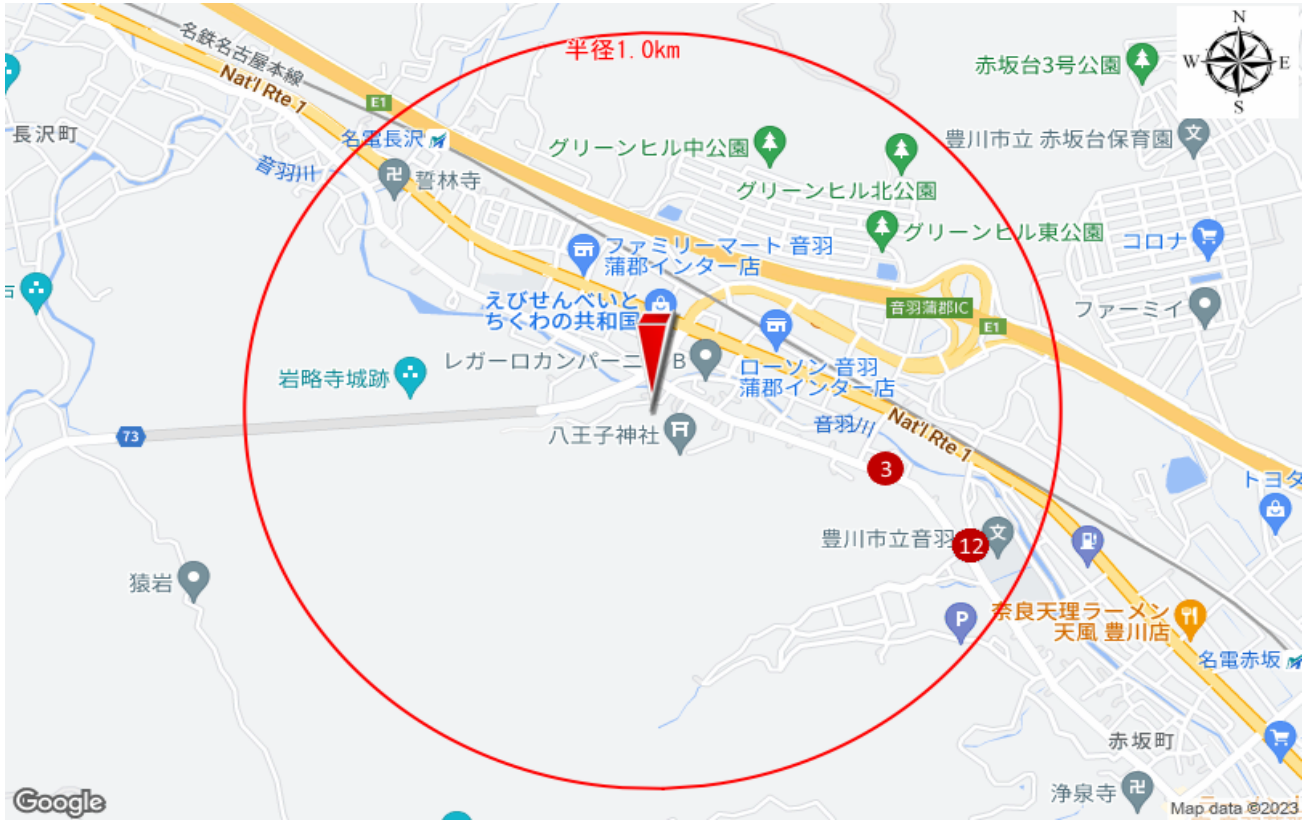 半径1.0km
N
W
E
S
名鉄名古屋本線
Nat'l Rte 1
E1
赤坂台3号公園
長沢町
名電長沢
グリーンヒル中公園
豊川市立 赤坂台保育園
音羽川
誓林寺
グリーンヒル北公園
グリーンヒル東公園
コロナ
ファミリーマート 音羽
蒲郡インター店
えびせんべいと
ちくわの共和国
音羽蒲郡IC
ファーミイ
E1
レガーロカンパーニ
B
ローソン 音羽
蒲郡インター店
岩略寺城跡
73
八王子神社
音羽川
Nat'l Rte 1
3
トヨタ
豊川市立音羽
12
猿岩
P
奈良天理ラーメン
天風 豊川店
名電赤坂
赤坂町
浄泉寺
Google
Map data ©2023